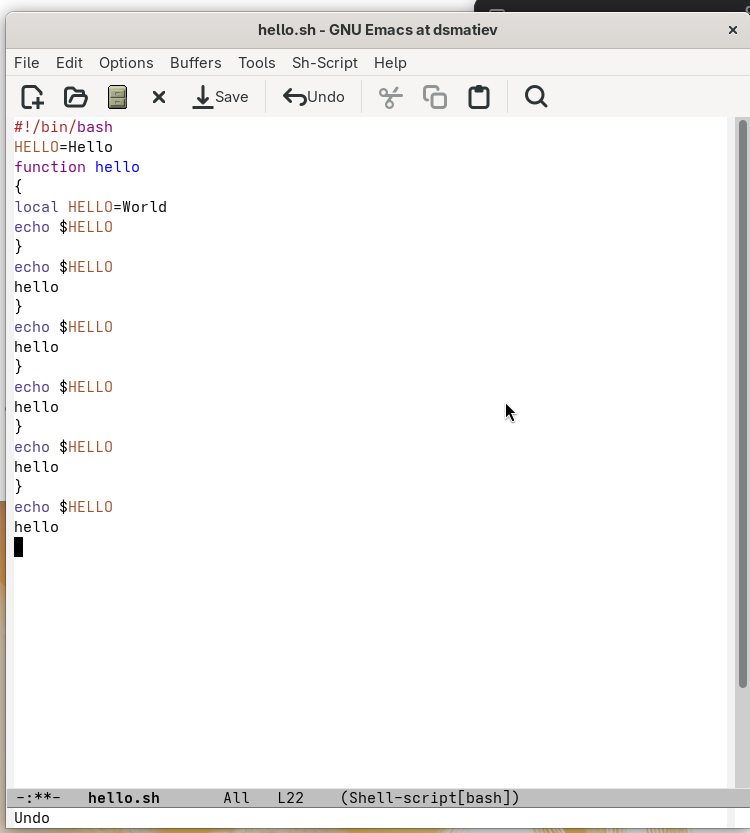 hello.sh - GNU Emacs at dsmatiev
File Edit Options Buffers Tools Sh-Script Help
Save Undo
#!/bin/bash
HELLO=Hello
function hello
{
local HELLO=World
echo $HELLO
}
echo $HELLO
hello
}
echo $HELLO
hello
}
echo $HELLO
hello
}
echo $HELLO
hello
}
echo $HELLO
hello
-:**- hello.sh All L22 (Shell-script[bash])
Undo